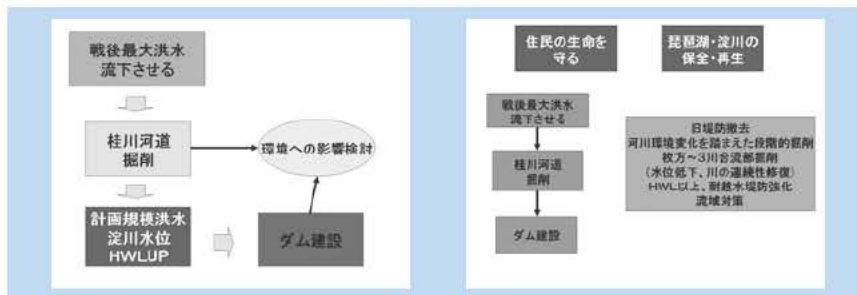 戦後最大洪水
流下させる
桂川河道
掘削
環境への影響検討
計画規模洪水
淀川水位
HWLUP
ダム建設
住民の生命を
守る
琵琶湖・淀川の
保全・再生
戦後最大洪水
流下させる
桂川河道
掘削
ダム建設
旧堤防撤去
河川環境変化を踏まえた段階的掘削
枚方～3川合流部掘削
(水位低下、川の連続性修復)
HWL以上、耐越水堤防強化
流域対策